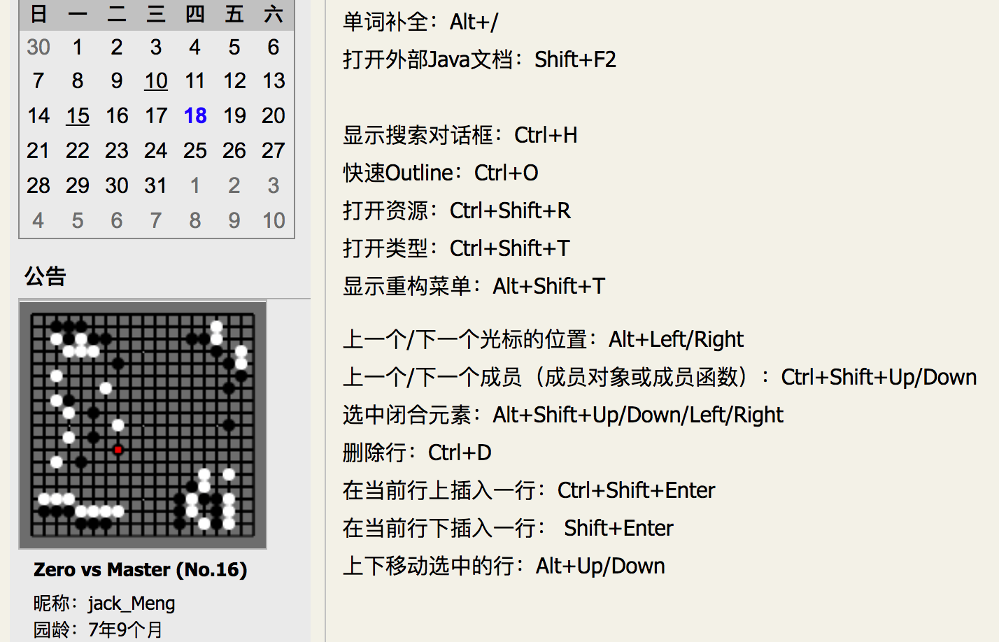 日 一 二 三 四 五 六
30 1 2 3 4 5 6
7 8 9 10 11 12 13
14 15 16 17 18 19 20
21 22 23 24 25 26 27
28 29 30 31 1 2 3
4 5 6 7 8 9 10
公告
Zero vs Master (No.16)
昵称：jack_Meng
园龄：7年9个月
单词补全：Alt+/
打开外部Java文档：Shift+F2
显示搜索对话框：Ctrl+H
快速Outline：Ctrl+O
打开资源：Ctrl+Shift+R
打开类型：Ctrl+Shift+T
显示重构菜单：Alt+Shift+T
上一个/下一个光标的位置：Alt+Left/Right
上一个/下一个成员（成员对象或成员函数）：Ctrl+Shift+Up/Down
选中闭合元素：Alt+Shift+Up/Down/Left/Right
删除行：Ctrl+D
在当前行上插入一行：Ctrl+Shift+Enter
在当前行下插入一行： Shift+Enter
上下移动选中的行：Alt+Up/Down